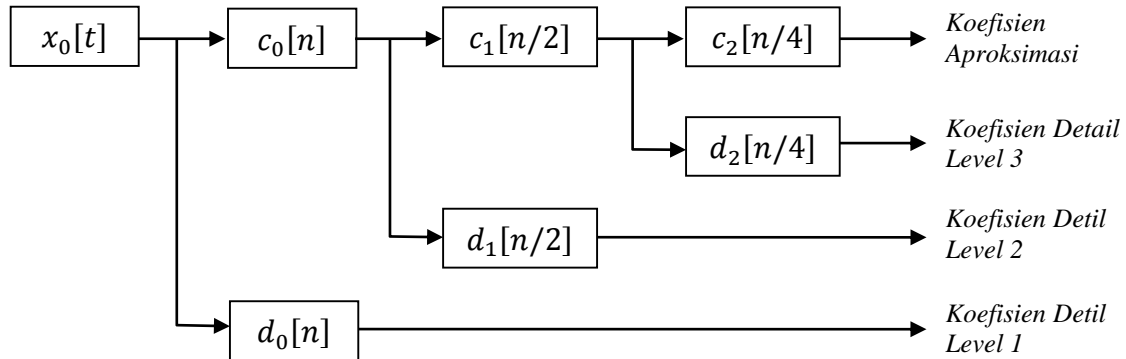 x₀[t]
c₀[n]
c₁[n/2]
c₂[n/4]
Koefisien
Aproksimasi
d₂[n/4]
Koefisien Detail
Level 3
d₁[n/2]
Koefisien Detil
Level 2
d₀[n]
Koefisien Detil
Level 1